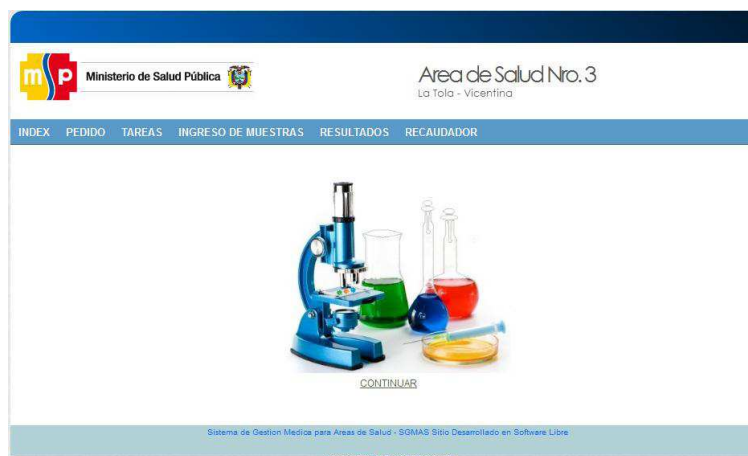 msp
Ministerio de Salud Pública
Area de Salud Nro. 3
La Tola - Vicentina
INDEX PEDIDO TAREAS INGRESO DE MUESTRAS RESULTADOS RECAUDADOR
CONTINUAR
Sistema de Gestion Medica para Areas de Salud - SGMAS Sitio Desarrollado en Software Libre